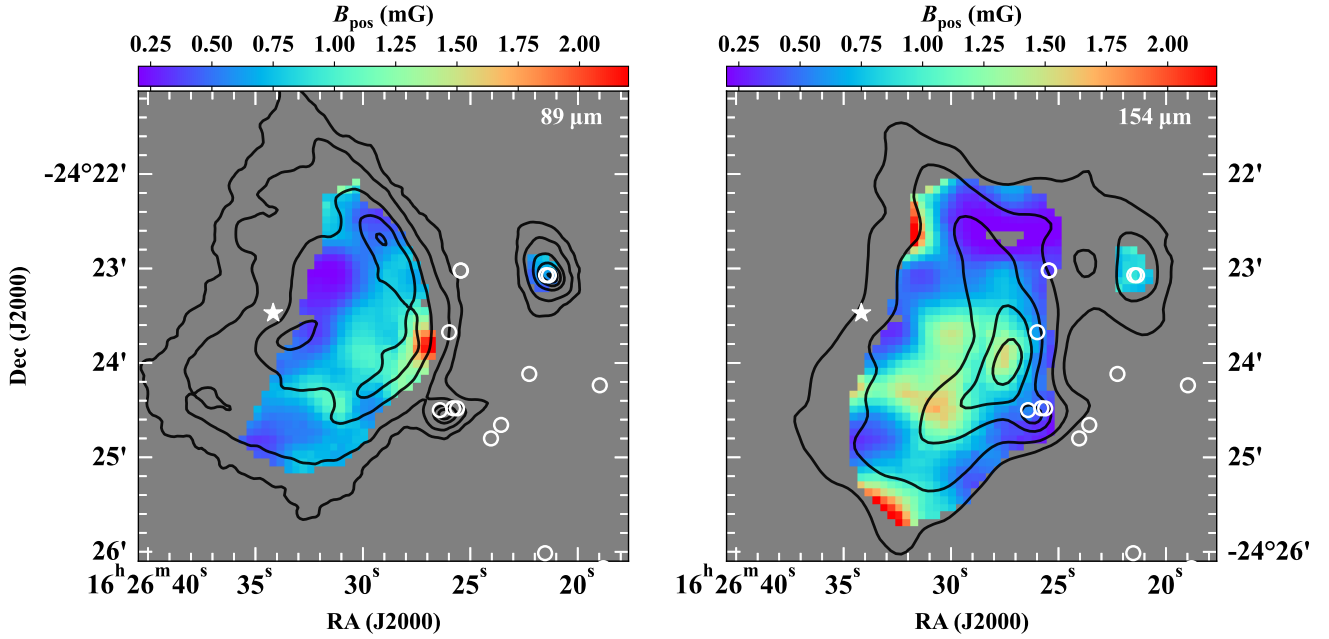 B_pos (mG)
0.25 0.50 0.75 1.00 1.25 1.50 1.75 2.00
89 µm
-24°22'
23'
24'
25'
26'
16ʰ26ᵐ40ˢ 35ˢ 30ˢ 25ˢ 20ˢ
RA (J2000)
Dec (J2000)
B_pos (mG)
0.25 0.50 0.75 1.00 1.25 1.50 1.75 2.00
154 µm
22'
23'
24'
25'
-24°26'
16ʰ26ᵐ40ˢ 35ˢ 30ˢ 25ˢ 20ˢ
RA (J2000)